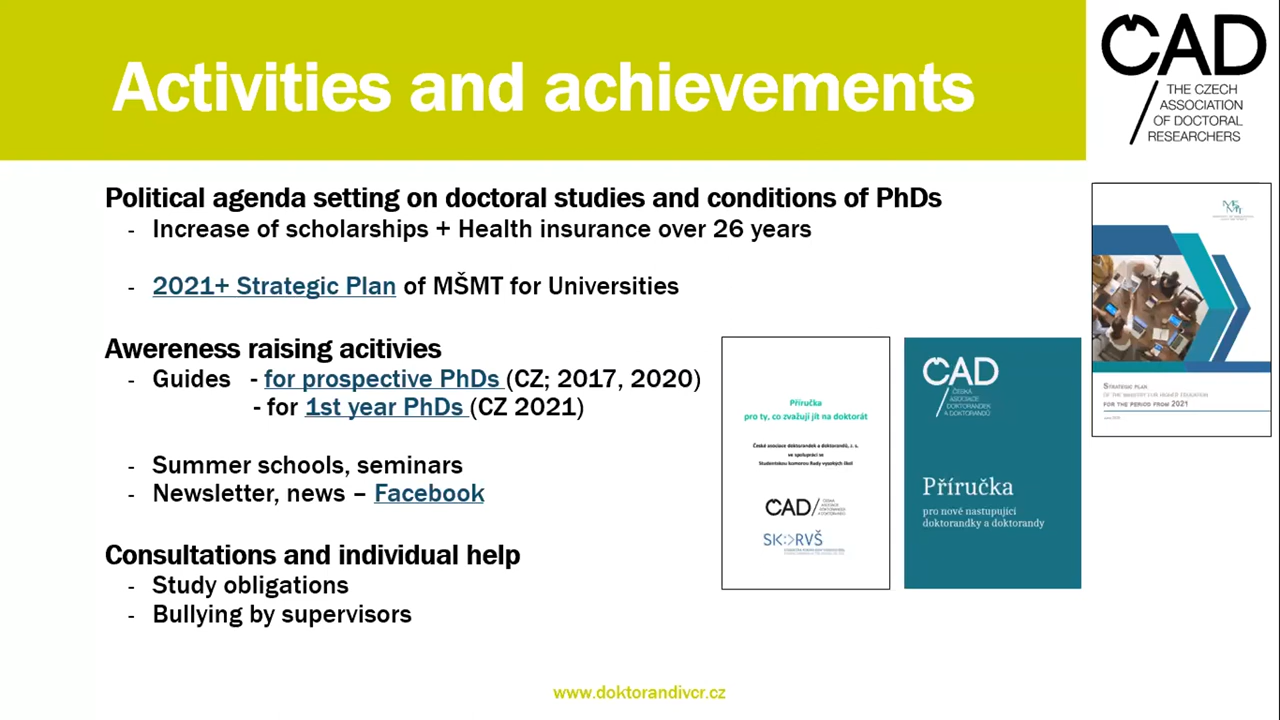 Activities and achievements
ČAD
THE CZECH
ASSOCIATION
OF DOCTORAL
RESEARCHERS
Political agenda setting on doctoral studies and conditions of PhDs
- Increase of scholarships + Health insurance over 26 years
- 2021+ Strategic Plan of MŠMT for Universities
Awereness raising acitivies
- Guides - for prospective PhDs (CZ; 2017, 2020)
- for 1st year PhDs (CZ 2021)
- Summer schools, seminars
- Newsletter, news – Facebook
Consultations and individual help
- Study obligations
- Bullying by supervisors
Příručka
pro ty, co zvažují jít na doktorát
České asociace doktorandek a doktorandů, z. s.
ve spolupráci se
Studentskou komorou Rady vysokých škol
ČAD
ČESKÁ
ASOCIACE
DOKTORANDEK
A DOKTORANDŮ
SK:>RVŠ
ČAD
ČESKÁ
ASOCIACE
DOKTORANDEK
A DOKTORANDŮ
Příručka
pro nově nastupující
doktorandky a doktorandy
STRATEGIC PLAN
OF THE MINISTRY FOR HIGHER EDUCATION
FOR THE PERIOD FROM 2021
www.doktorandivcr.cz